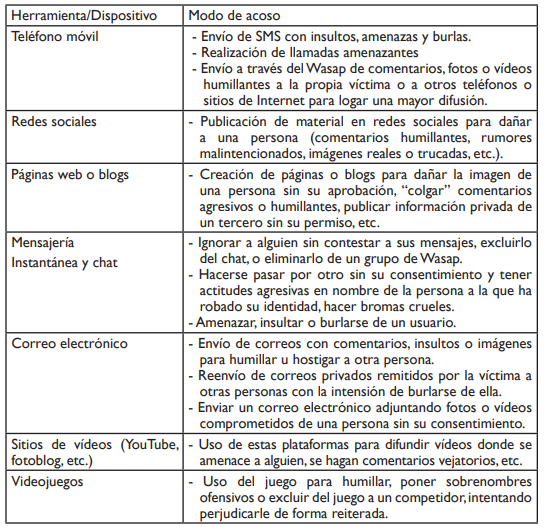 Herramienta/Dispositivo Modo de acoso
Teléfono móvil
- Envío de SMS con insultos, amenazas y burlas.
- Realización de llamadas amenazantes
- Envío a través del Wasap de comentarios, fotos o vídeos
humillantes a la propia víctima o a otros teléfonos o
sitios de Internet para logar una mayor difusión.
Redes sociales
- Publicación de material en redes sociales para dañar
a una persona (comentarios humillantes, rumores
malintencionados, imágenes reales o trucadas, etc.).
Páginas web o blogs
- Creación de páginas o blogs para dañar la imagen de
una persona sin su aprobación, “colgar” comentarios
agresivos o humillantes, publicar información privada de
un tercero sin su permiso, etc.
Mensajería
Instantánea y chat
- Ignorar a alguien sin contestar a sus mensajes, excluirlo
del chat, o eliminarlo de un grupo de Wasap.
- Hacerse pasar por otro sin su consentimiento y tener
actitudes agresivas en nombre de la persona a la que ha
robado su identidad, hacer bromas crueles.
- Amenazar, insultar o burlarse de un usuario.
Correo electrónico
- Envío de correos con comentarios, insultos o imágenes
para humillar u hostigar a otra persona.
- Reenvío de correos privados remitidos por la víctima a
otras personas con la intención de burlarse de ella.
- Enviar un correo electrónico adjuntando fotos o vídeos
comprometidos de una persona sin su consentimiento.
Sitios de vídeos (YouTube,
fotoblog, etc.)
- Uso de estas plataformas para difundir vídeos donde se
amenace a alguien, se hagan comentarios vejatorios, etc.
Videojuegos
- Uso del juego para humillar, poner sobrenombres
ofensivos o excluir del juego a un competidor, intentando
perjudicarle de forma reiterada.